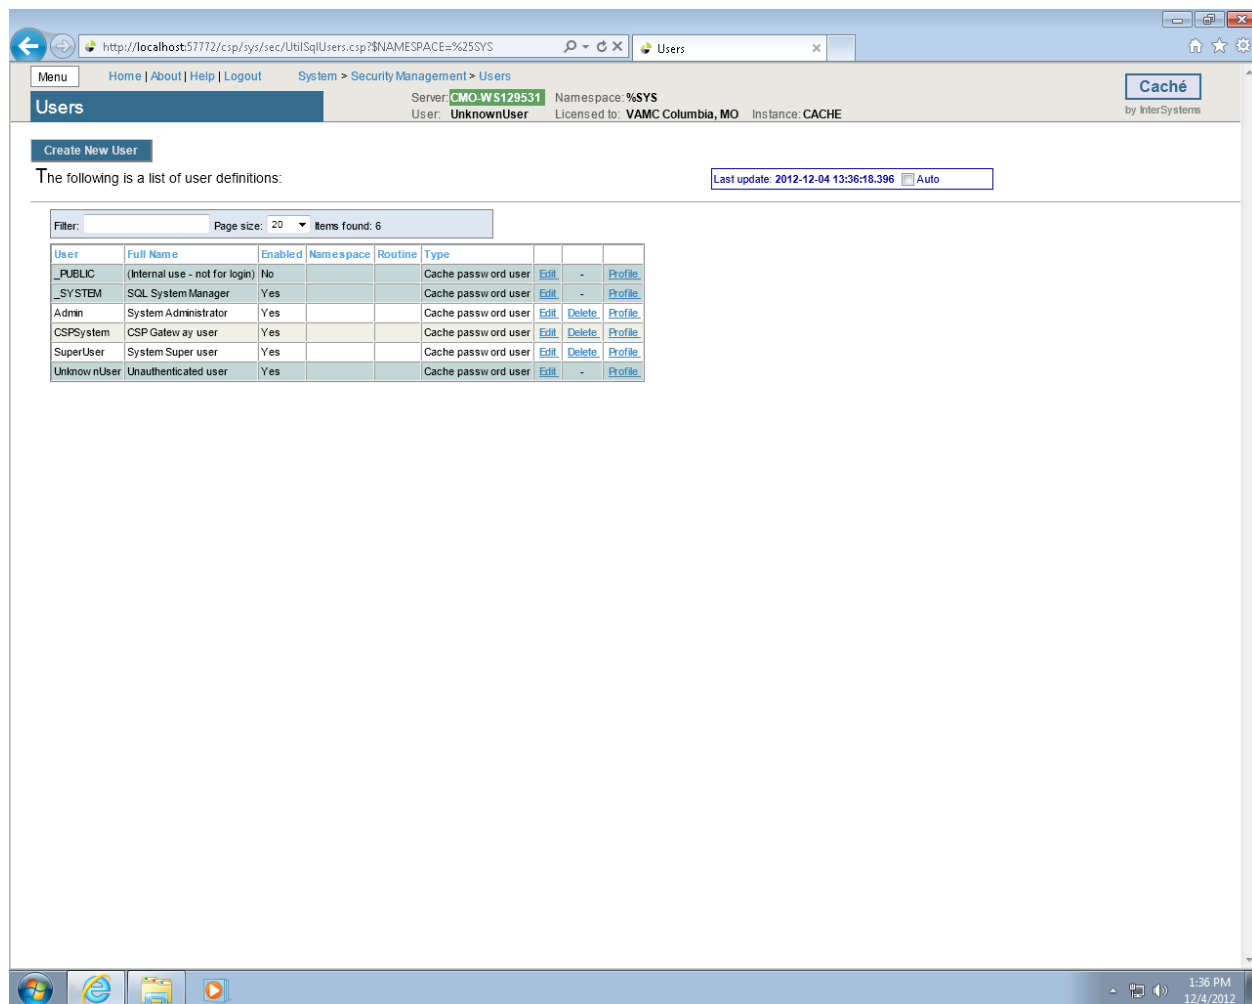 http://localhost:57772/csp/sys/sec/UtilSqlUsers.csp?$NAMESPACE=%25SYS
Users
Menu
Home | About | Help | Logout
System > Security Management > Users
Users
Server: CMO-WS129531 Namespace: %SYS
User: UnknownUser Licensed to: VAMC Columbia, MO Instance: CACHE
Caché
by InterSystems
Create New User
The following is a list of user definitions:
Last update: 2012-12-04 13:36:18.396 Auto
Filter: Page size: 20 Items found: 6
User Full Name Enabled Namespace Routine Type
_PUBLIC (Internal use - not for login) No Cache password user Edit - Profile
_SYSTEM SQL System Manager Yes Cache password user Edit - Profile
Admin System Administrator Yes Cache password user Edit Delete Profile
CSPSystem CSP Gateway user Yes Cache password user Edit Delete Profile
SuperUser System Super user Yes Cache password user Edit Delete Profile
UnknownUser Unauthenticated user Yes Cache password user Edit - Profile
1:36 PM
12/4/2012